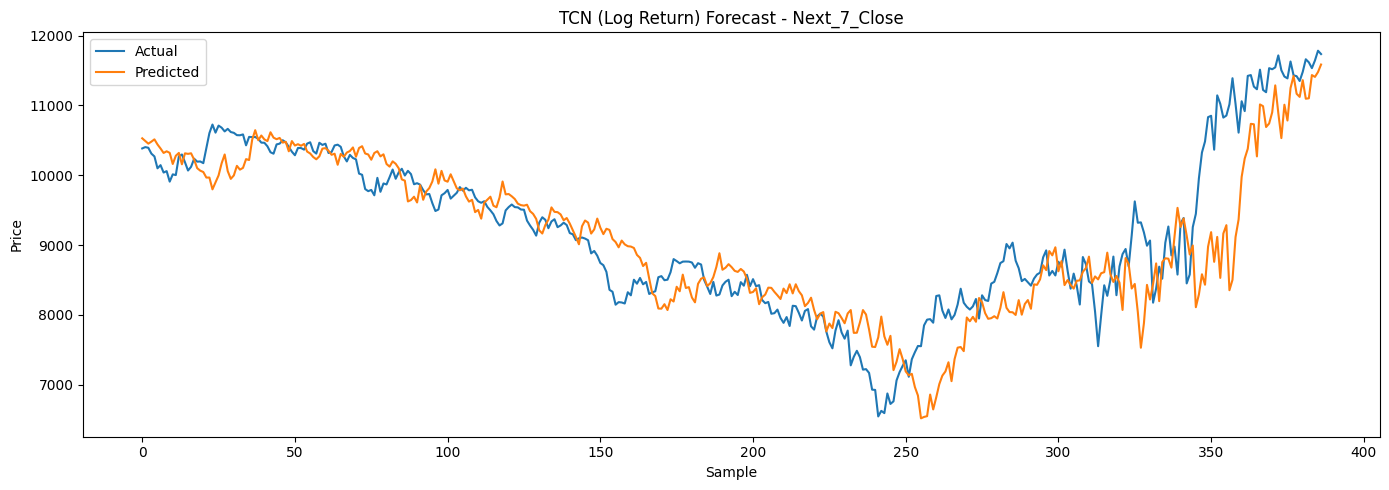 TCN (Log Return) Forecast - Next_7_Close
12000
11000
10000
9000
8000
7000
Price
Actual
Predicted
0 50 100 150 200 250 300 350 400
Sample